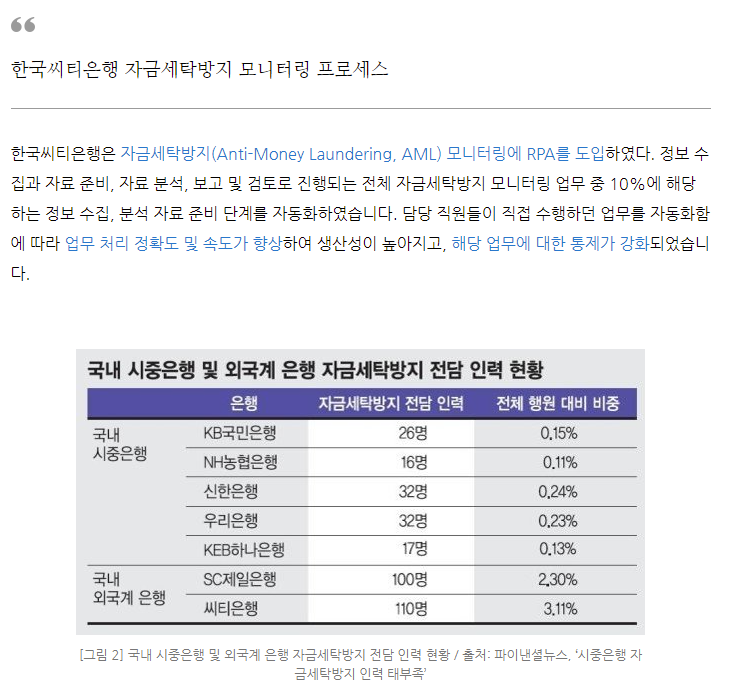 “
한국씨티은행 자금세탁방지 모니터링 프로세스
한국씨티은행은 자금세탁방지(Anti-Money Laundering, AML) 모니터링에 RPA를 도입하였다. 정보 수
집과 자료 준비, 자료 분석, 보고 및 검토로 진행되는 전체 자금세탁방지 모니터링 업무 중 10%에 해당
하는 정보 수집, 분석 자료 준비 단계를 자동화하였습니다. 담당 직원들이 직접 수행하던 업무를 자동화함
에 따라 업무 처리 정확도 및 속도가 향상하여 생산성이 높아지고, 해당 업무에 대한 통제가 강화되었습니
다.
국내 시중은행 및 외국계 은행 자금세탁방지 전담 인력 현황
은행 자금세탁방지 전담 인력 전체 행원 대비 비중
국내 시중은행 KB국민은행 26명 0.15%
NH농협은행 16명 0.11%
신한은행 32명 0.24%
우리은행 32명 0.23%
KEB하나은행 17명 0.13%
국내 외국계 은행 SC제일은행 100명 2.30%
씨티은행 110명 3.11%
[그림 2] 국내 시중은행 및 외국계 은행 자금세탁방지 전담 인력 현황 / 출처: 파이낸셜뉴스, ‘시중은행 자
금세탁방지 인력 태부족’